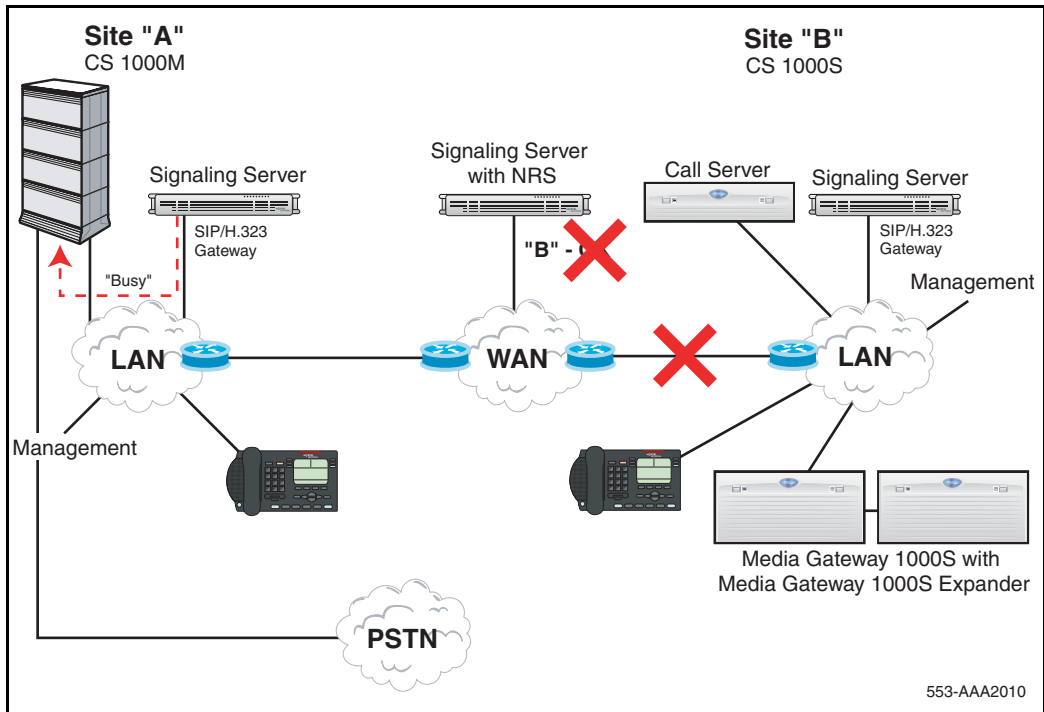 Site "A"
CS 1000M
Site "B"
CS 1000S
Signaling Server
SIP/H.323
Gateway
"Busy"
Signaling Server
with NRS
"B" -
Call Server
Signaling Server
SIP/H.323
Gateway
Management
LAN
WAN
LAN
Management
Media Gateway 1000S with
Media Gateway 1000S Expander
PSTN
553-AAA2010